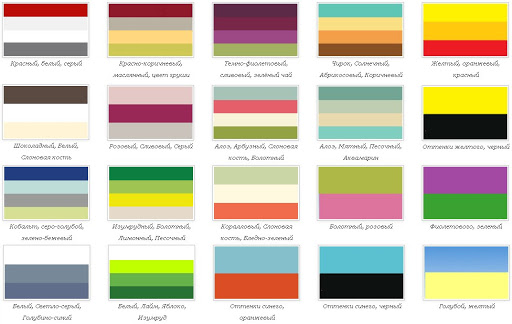 Красный, белый, серый
Красно-коричневый,
маслянный, цвет груши
Темно-фиолетовый,
сливовый, зелёный чай
Чирок, Солнечный,
Абрикосовый, Коричневый
Желтый, оранжевый,
красный
Шоколадный, Белый,
Слоновая кость
Розовый, Сливовый, Серый
Алоэ, Арбузный, Слоновая
кость, Болотный
Алоэ, Мятный, Песочный,
Аквамарин
Оттенки желтого, черный
Кобальт, серо-голубой,
зелено-бежевый
Изумрудный, Болотный,
Лимонный, Песочный
Коралловый, Слоновая
кость, Бледно-зеленый
Болотный, розовый
Фиолетового, зеленый
Белый, Светло-серый,
Голубино-синий
Белый, Лайм, Яблоко,
Изумруд
Оттенки синего,
оранжевый
Оттенки синего, черный
Голубой, желтый